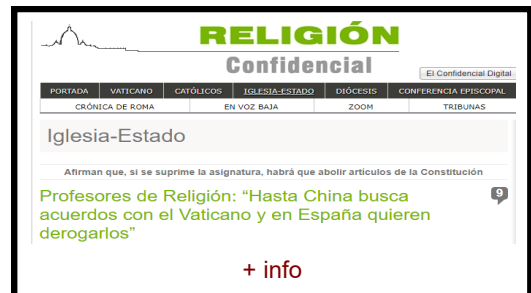 RELIGIÓN
Confidencial
El Confidencial Digital
PORTADA VATICANO CATÓLICOS IGLESIA-ESTADO DIÓCESIS CONFERENCIA EPISCOPAL
CRÓNICA DE ROMA EN VOZ BAJA ZOOM TRIBUNAS
Iglesia-Estado
Afirman que, si se suprime la asignatura, habrá que abolir artículos de la Constitución
Profesores de Religión: “Hasta China busca
acuerdos con el Vaticano y en España quieren
derogarlos”
9
+ info